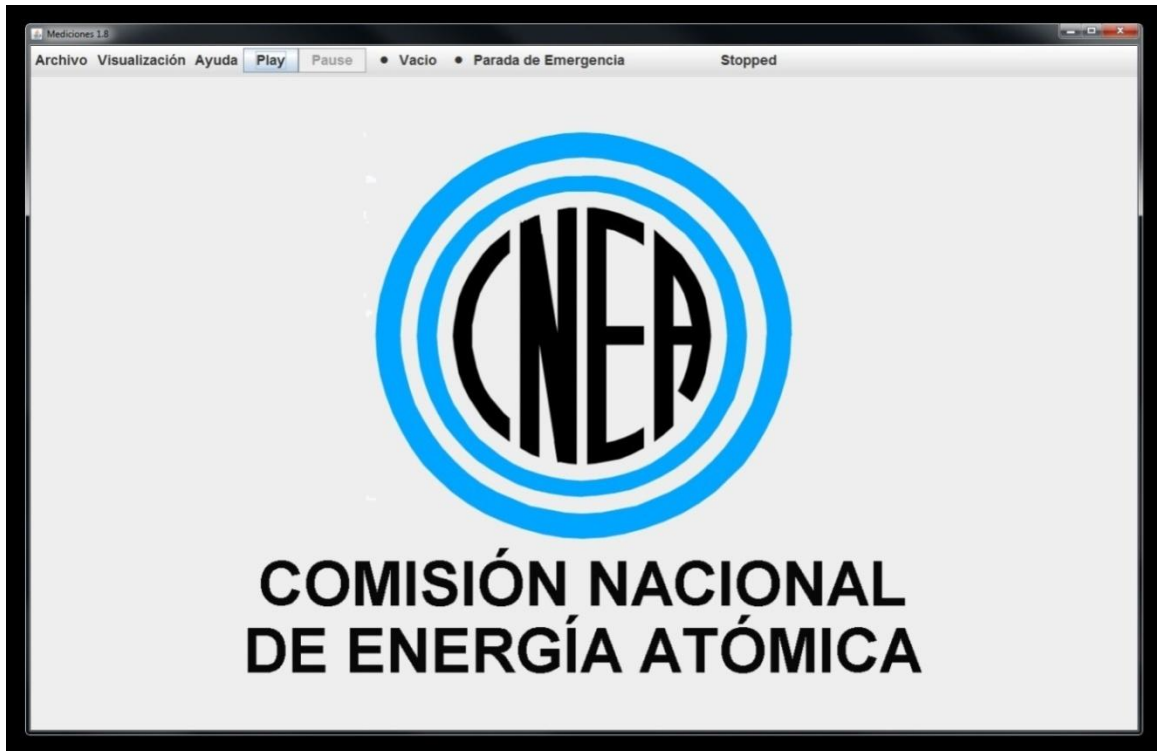 Mediciones 1.8
Archivo Visualización Ayuda Play Pause • Vacio • Parada de Emergencia Stopped
CNEA
COMISIÓN NACIONAL
DE ENERGÍA ATÓMICA